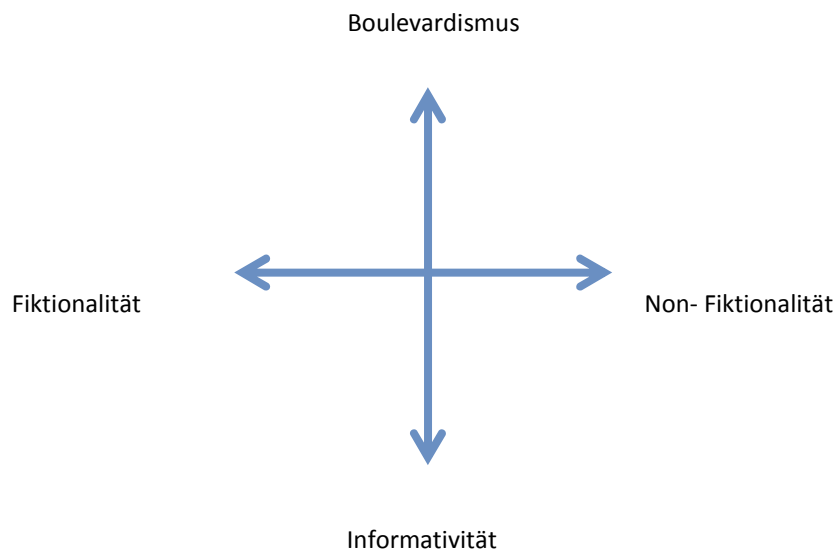 Boulevardismus
Fiktionalität
Non- Fiktionalität
Informativität